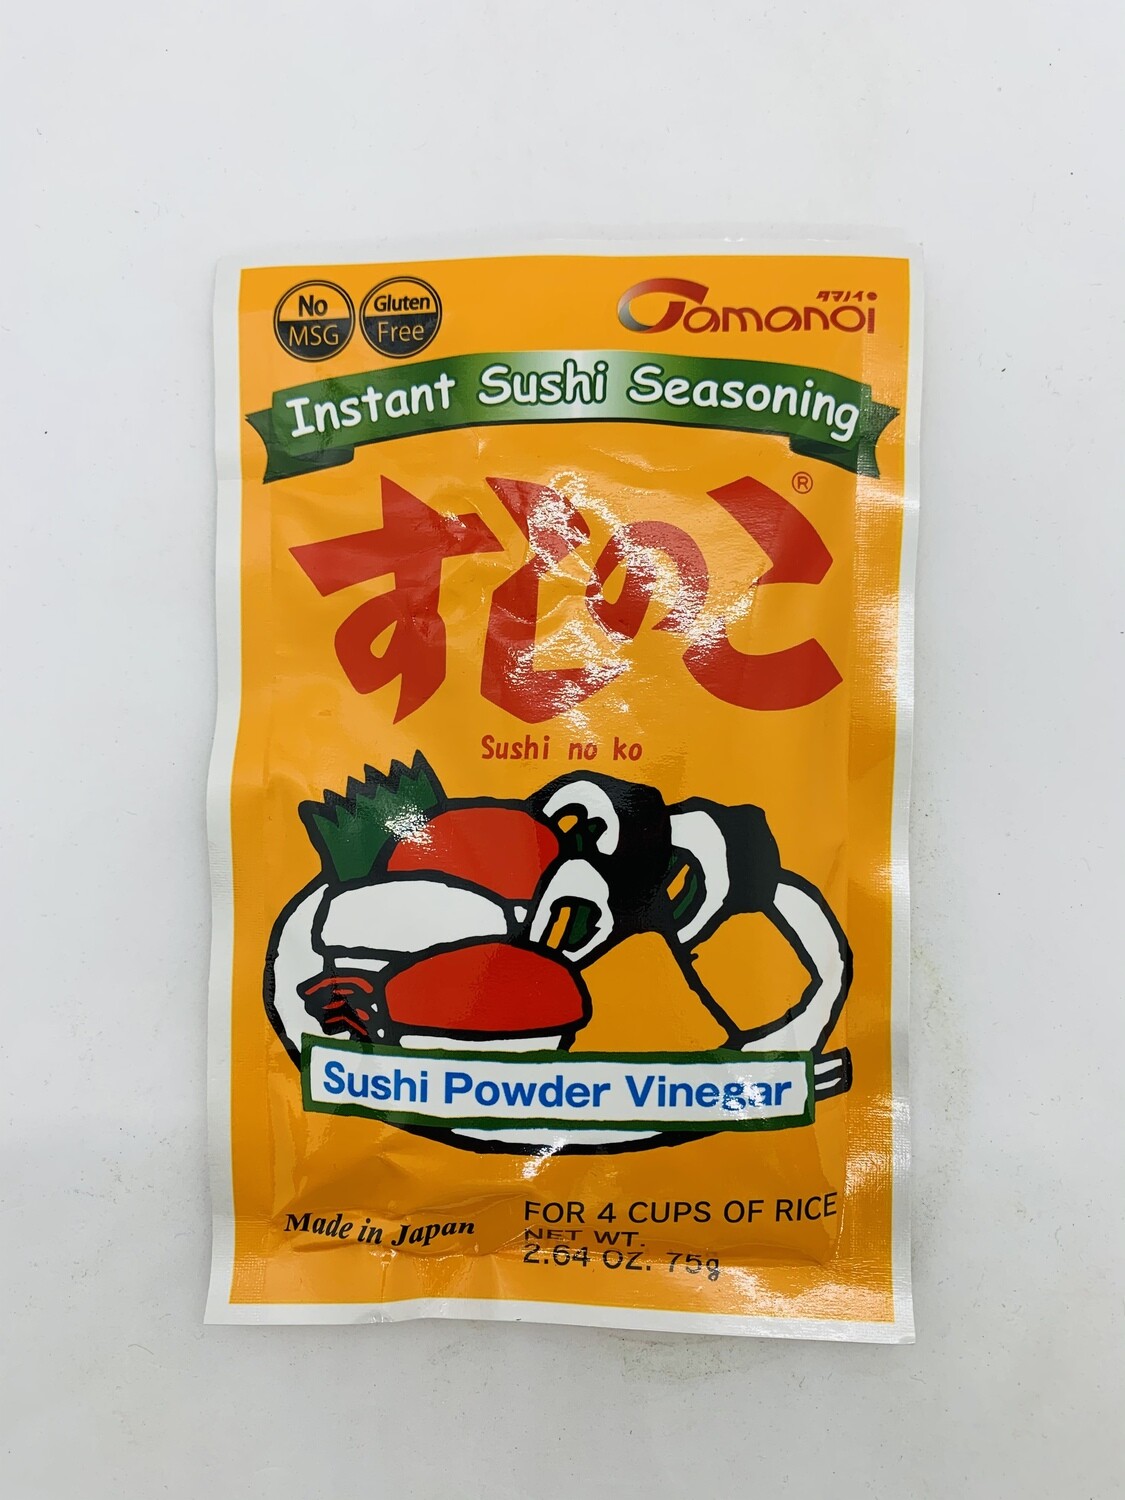 No
MSG
Gluten
Free
タマノイ
Tamanoi
Instant Sushi Seasoning
すしのこ®
Sushi no ko
Sushi Powder Vinegar
Made in Japan
FOR 4 CUPS OF RICE
NET WT.
2.64 OZ. 75g